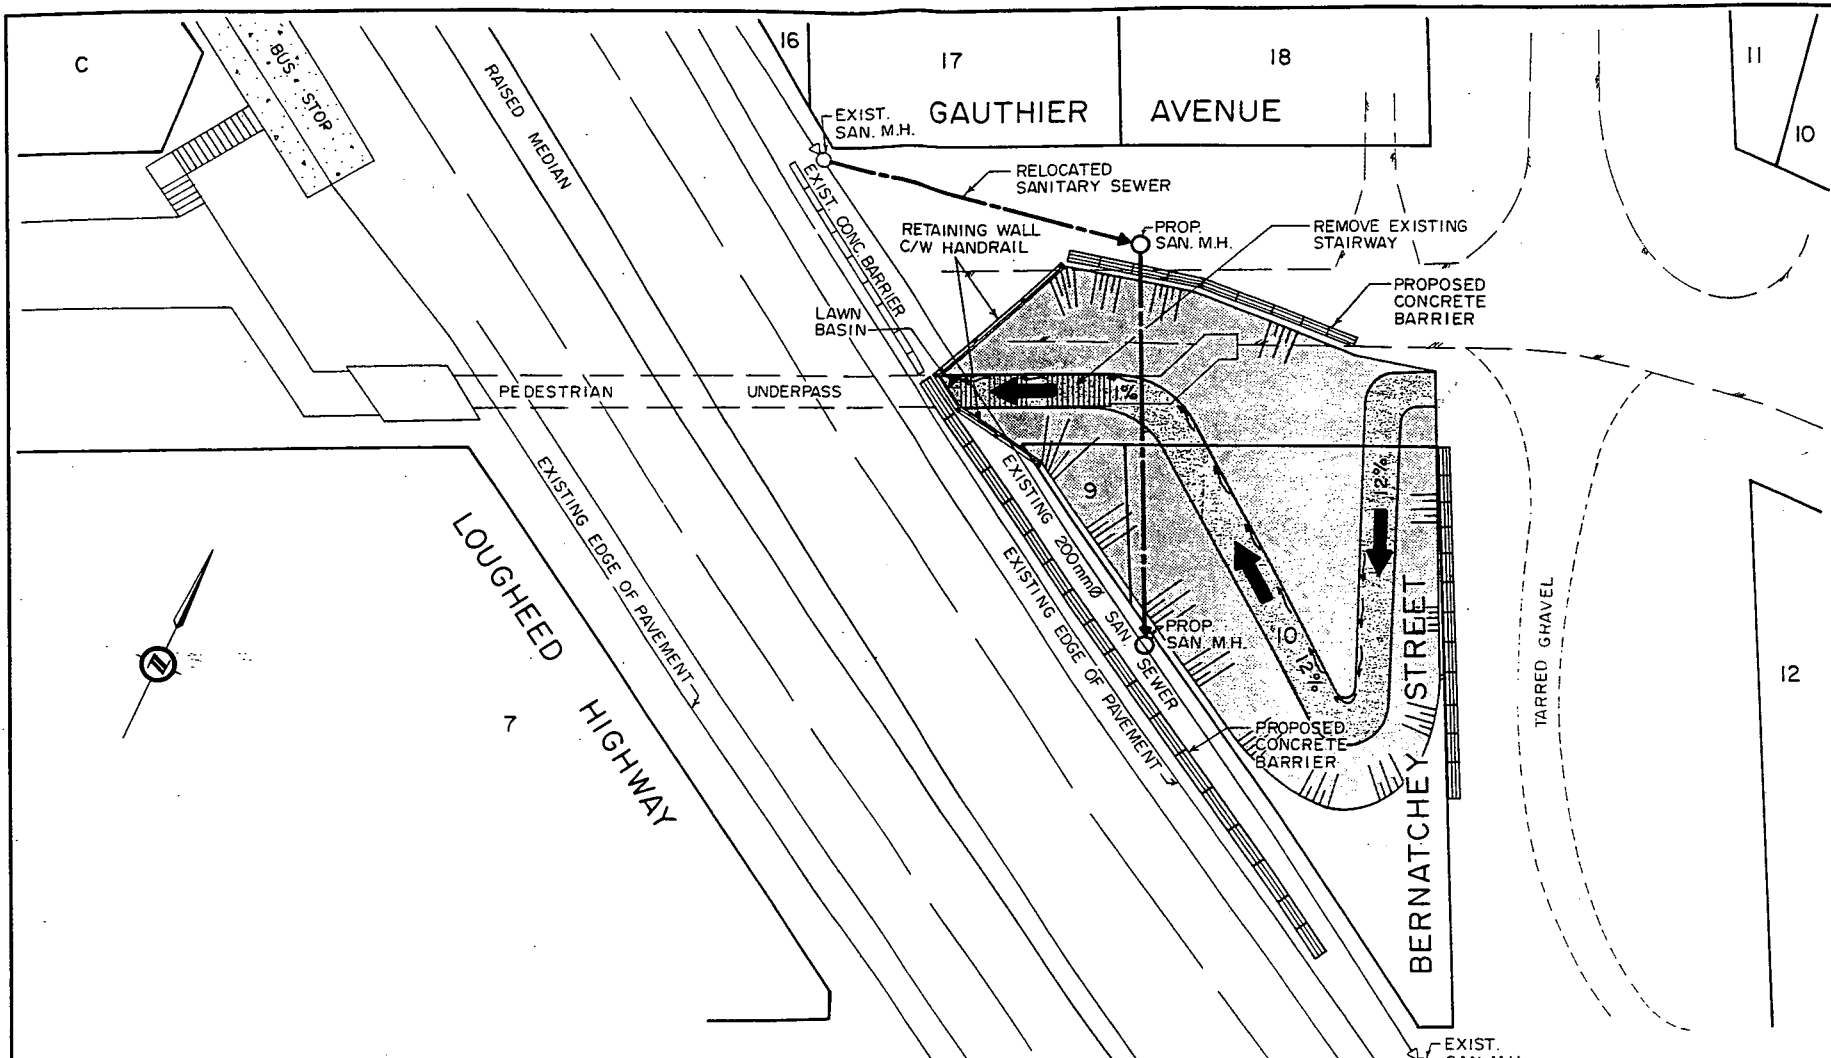 C
BUS STOP
RAISED MEDIAN
16
17
18
11
10
GAUTHIER AVENUE
EXIST.
SAN. M.H.
RELOCATED
SANITARY SEWER
EXIST. CONC. BARRIER
RETAINING WALL
C/W HANDRAIL
PROP.
SAN. M.H.
REMOVE EXISTING
STAIRWAY
PROPOSED
CONCRETE
BARRIER
LAWN
BASIN
PEDESTRIAN UNDERPASS
1%
9
12%
EXISTING 200mmØ SAN SEWER
EXISTING EDGE OF PAVEMENT
EXISTING EDGE OF PAVEMENT
LOUGHEED HIGHWAY
PROP.
SAN. M.H.
10
12%
PROPOSED
CONCRETE
BARRIER
BERNATCHEY STREET
TARRED GRAVEL
12
7
N
EXIST.
SAN. M.H.